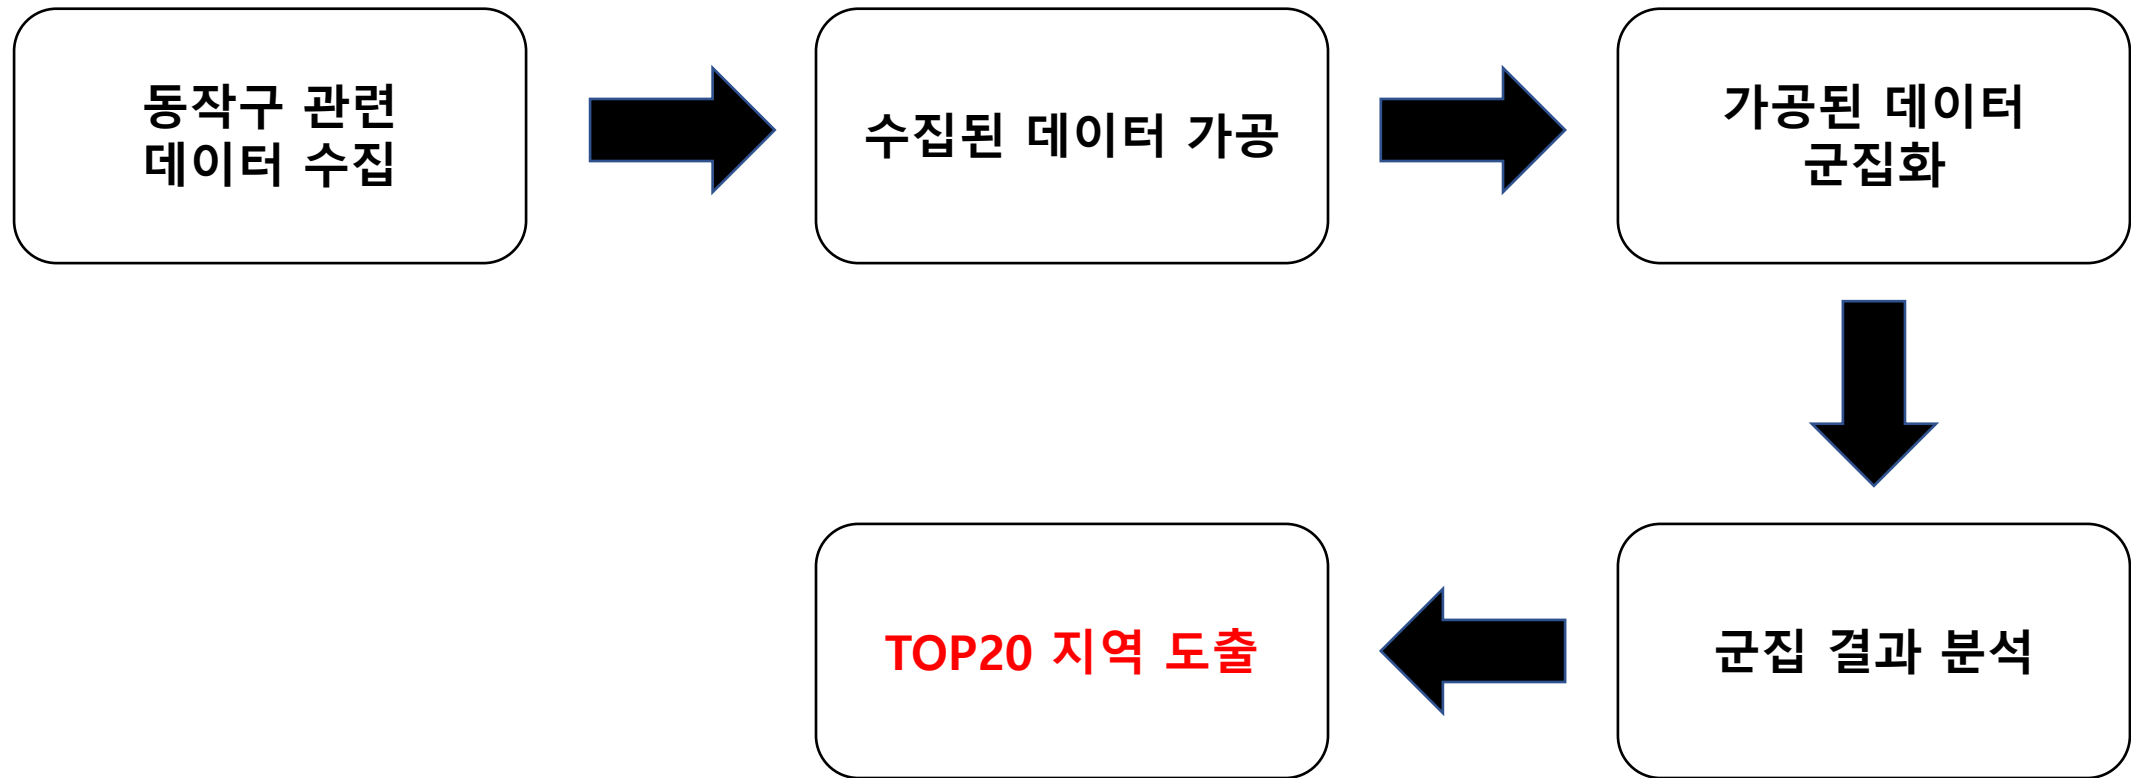 동작구 관련
데이터 수집
수집된 데이터 가공
가공된 데이터
군집화
군집 결과 분석
TOP20 지역 도출